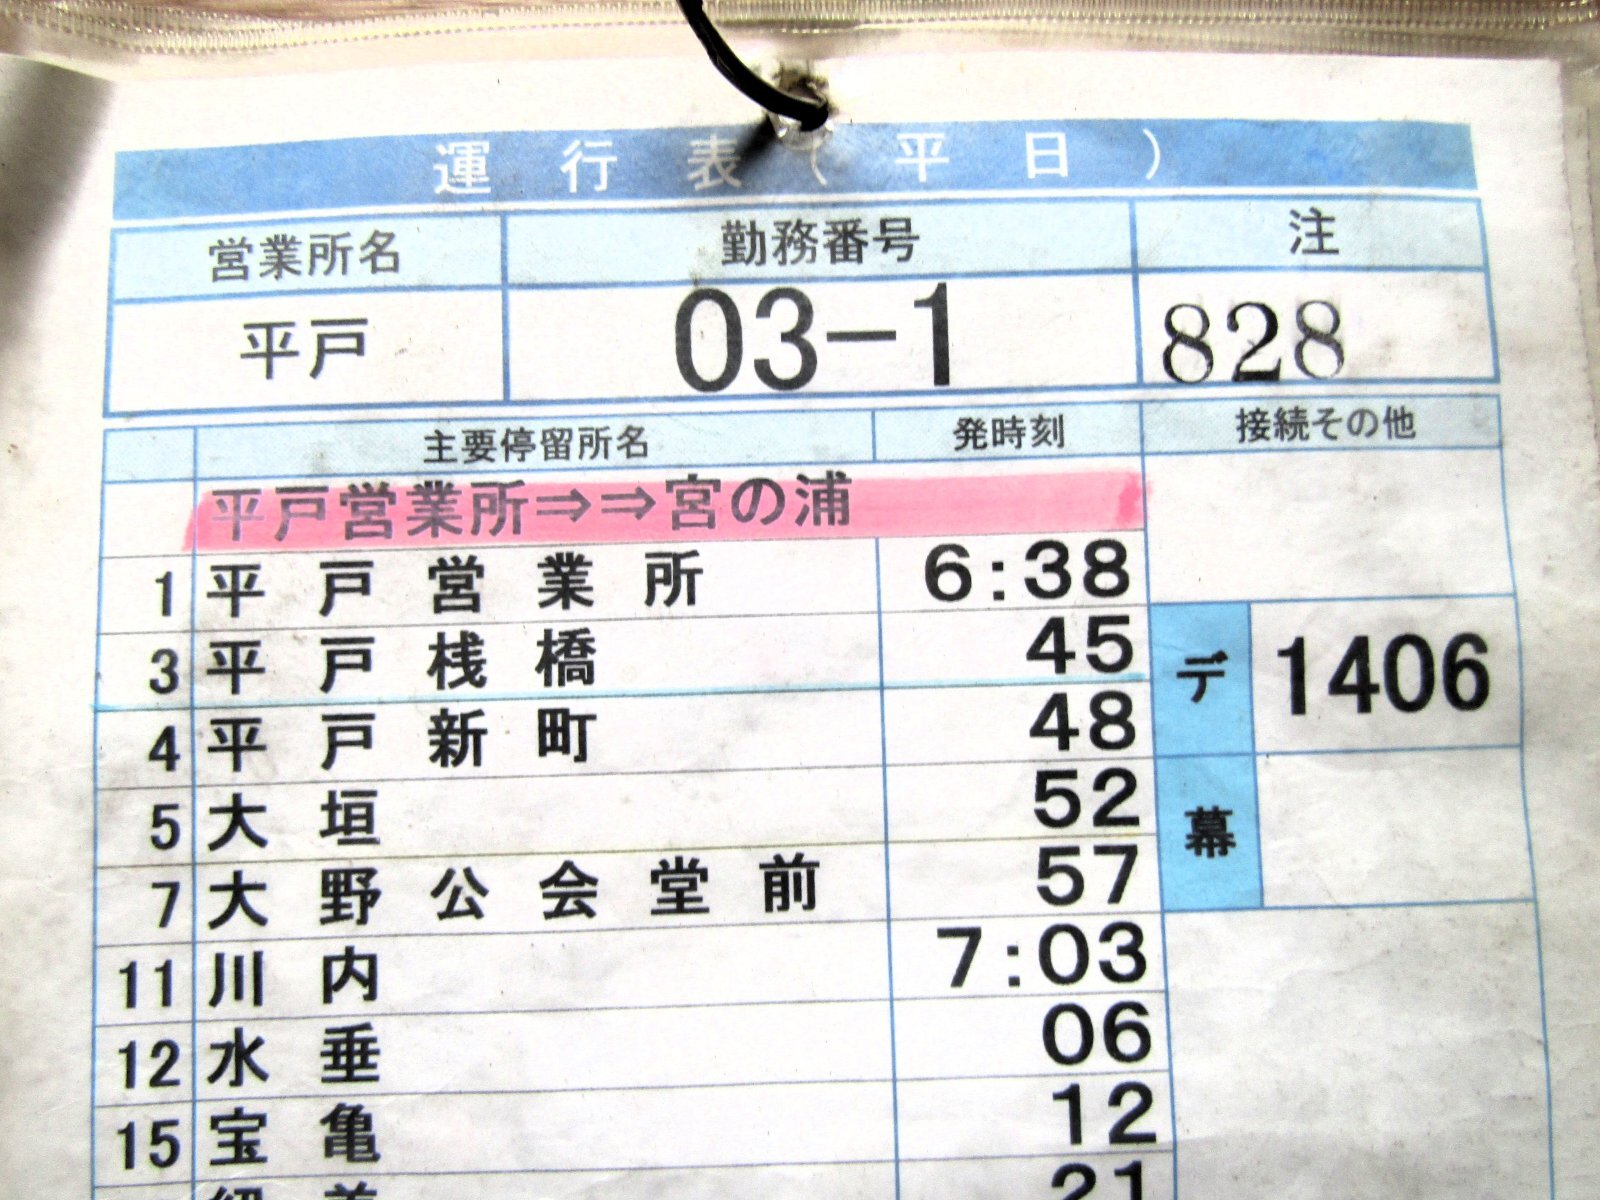 運行表(平日)
営業所名 勤務番号 注
平戸 03-1 828
主要停留所名 発時刻 接続その他
平戸営業所⇒⇒宮の浦
1 平戸営業所 6:38
3 平戸桟橋 45
デ 1406
4 平戸新町 48
5 大垣 52
幕
7 大野公会堂前 57
11 川内 7:03
12 水垂 06
15 宝亀 12
21